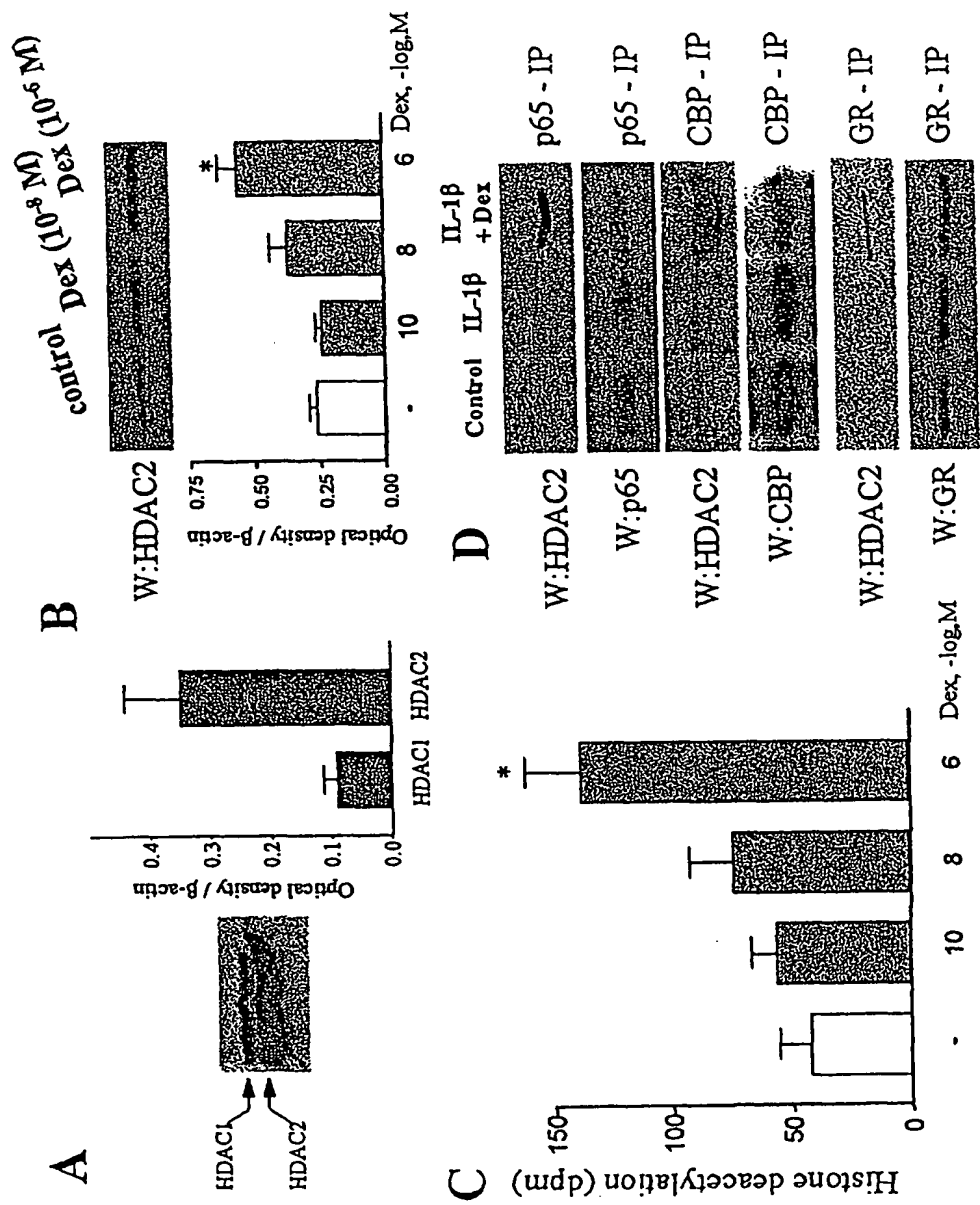 A
HDAC1
HDAC2
Optical density / β-actin
0.4
0.3
0.2
0.1
0.0
HDAC1 HDAC2
B
control
Dex (10-8 M)
Dex (10-6 M)
W:HDAC2
Optical density / β-actin
0.75
0.50
0.25
0.00
*
- 10 8 6 Dex, -log,M
C
Histone deacetylation (dpm)
150
100
50
0
*
- 10 8 6 Dex, -log,M
D
Control IL-1β IL-1β
+Dex
W:HDAC2 p65 - IP
W:p65 p65 - IP
W:HDAC2 CBP - IP
W:CBP CBP - IP
W:HDAC2 GR - IP
W:GR GR - IP